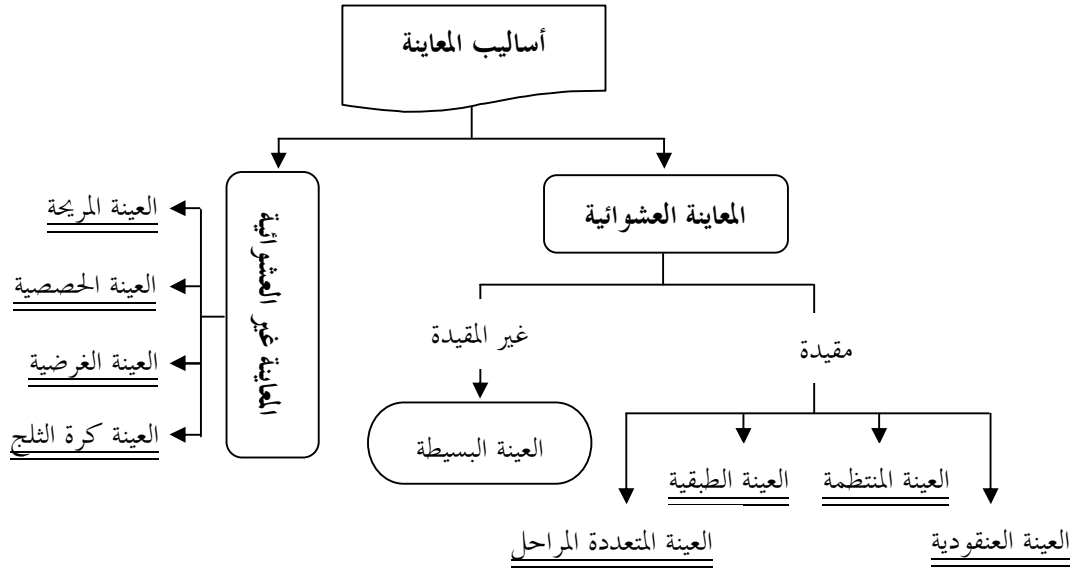 أساليب المعاينة
المعاينة العشوائية
المعاينة غير العشوائية
العينة المريحة
العينة الحصصية
العينة الغرضية
العينة كرة الثلج
مقيدة
غير المقيدة
العينة البسيطة
العينة المنتظمة
العينة الطبقية
العينة العنقودية
العينة المتعددة المراحل